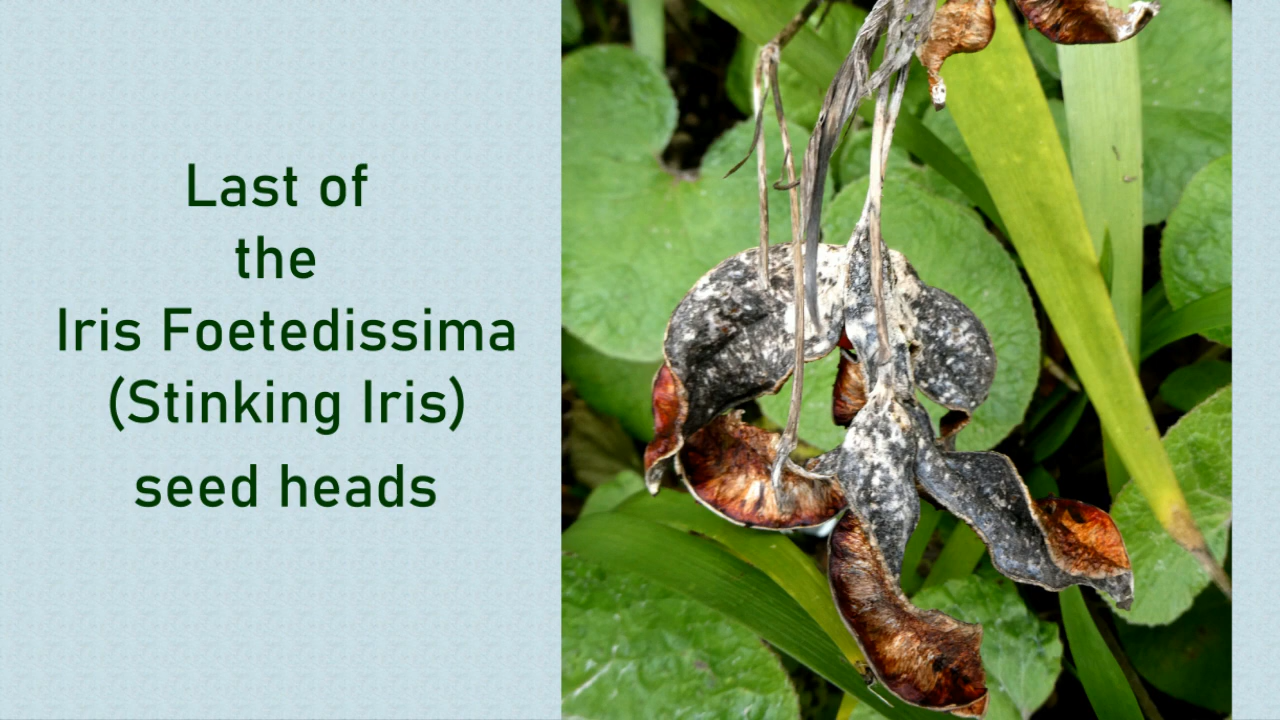 Last of
the
Iris Foetedissima
(Stinking Iris)
seed heads